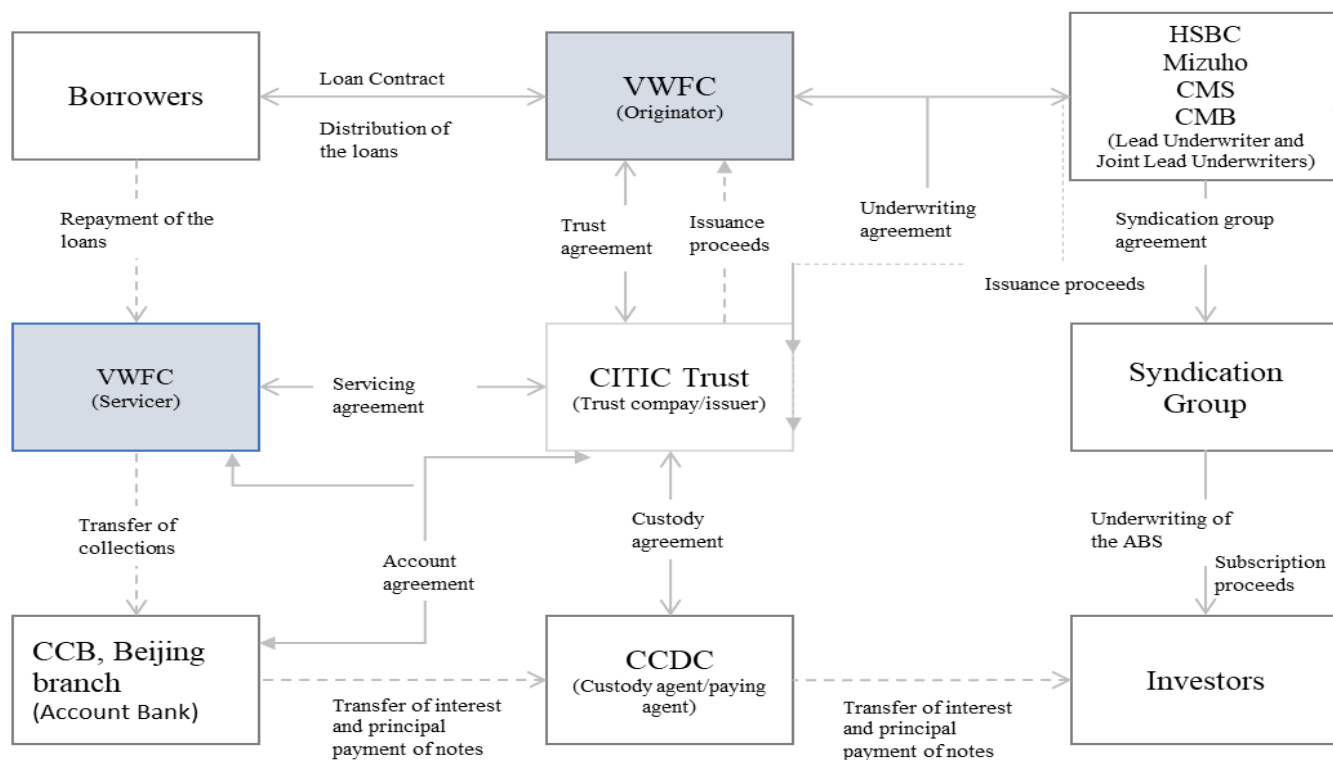 Borrowers
Loan Contract
Distribution of
the loans
VWFC
(Originator)
HSBC
Mizuho
CMS
CMB
(Lead Underwriter and
Joint Lead Underwriters)
Repayment of the
loans
Trust
agreement
Issuance
proceeds
Underwriting
agreement
Syndication group
agreement
Issuance proceeds
VWFC
(Servicer)
Servicing
agreement
CITIC Trust
(Trust compay/issuer)
Syndication
Group
Transfer of
collections
Account
agreement
Custody
agreement
Underwriting of
the ABS
Subscription
proceeds
CCB, Beijing
branch
(Account Bank)
Transfer of interest
and principal
payment of notes
CCDC
(Custody agent/paying
agent)
Transfer of interest
and principal
payment of notes
Investors